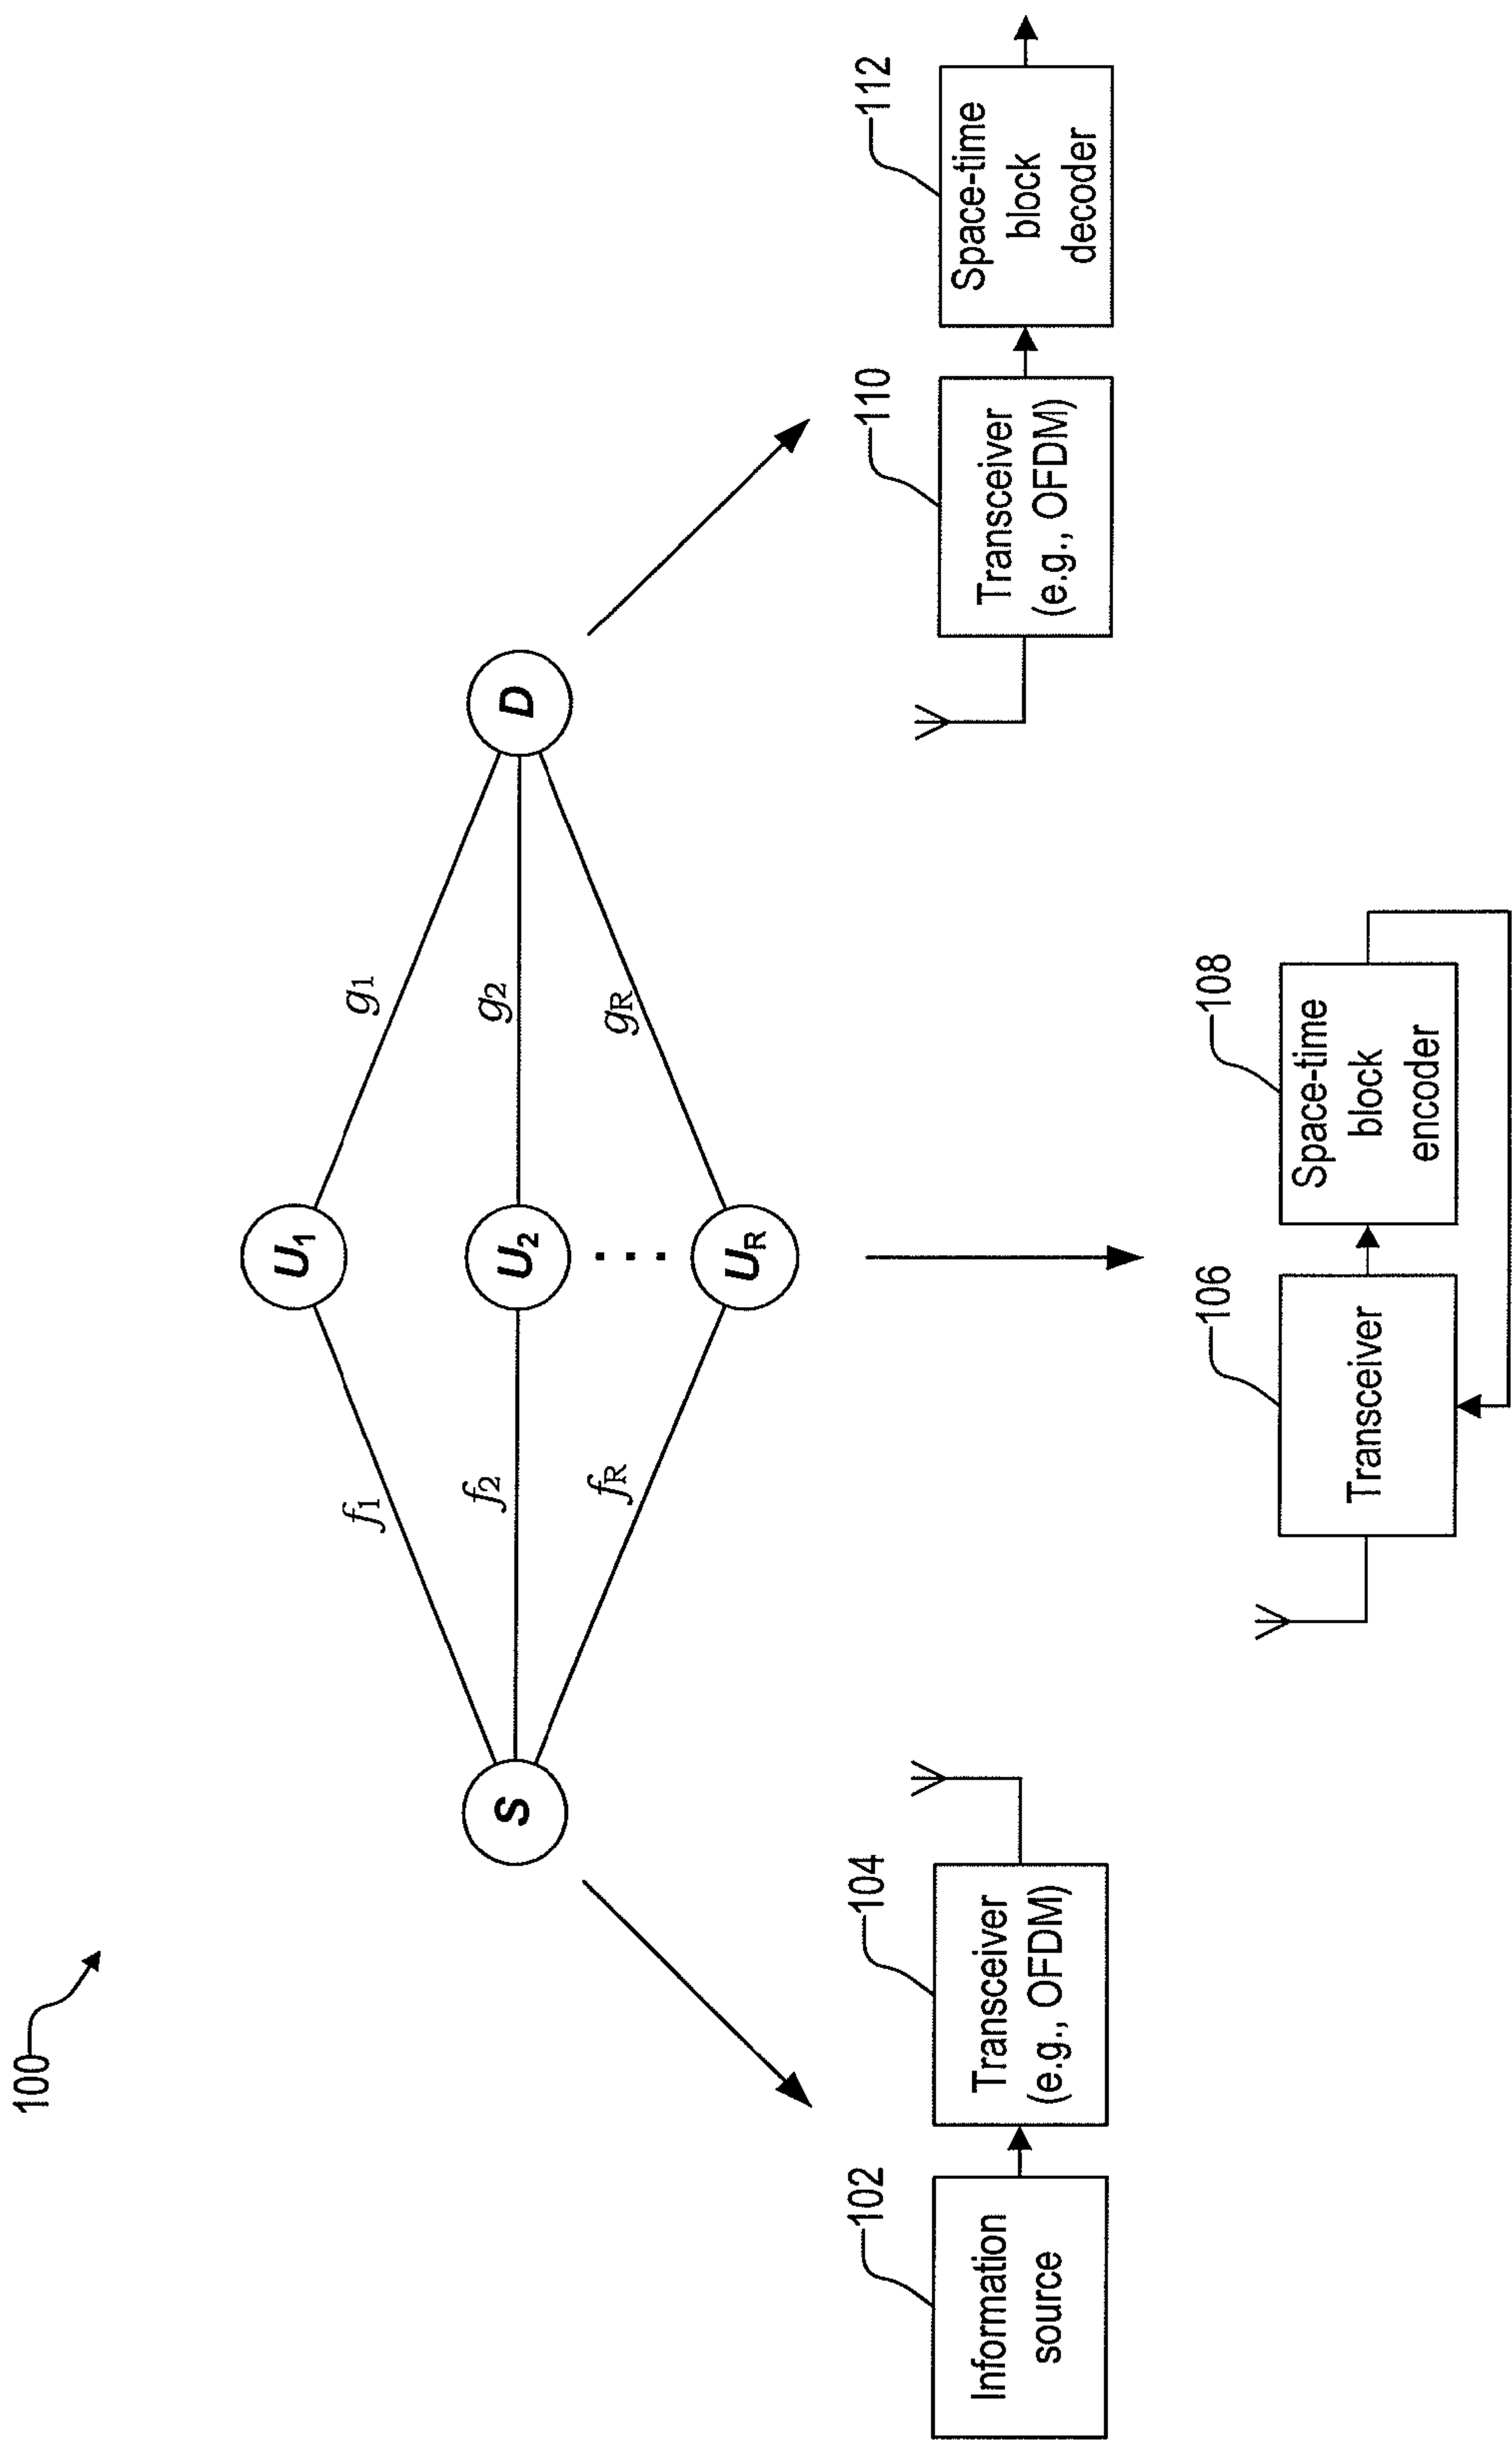 100
U1
f1
g1
S
f2
U2
g2
D
fR
gR
UR
102
Information
source
104
Transceiver
(e.g., OFDM)
110
Transceiver
(e.g., OFDM)
112
Space-time
block
decoder
106
Transceiver
108
Space-time
block
encoder